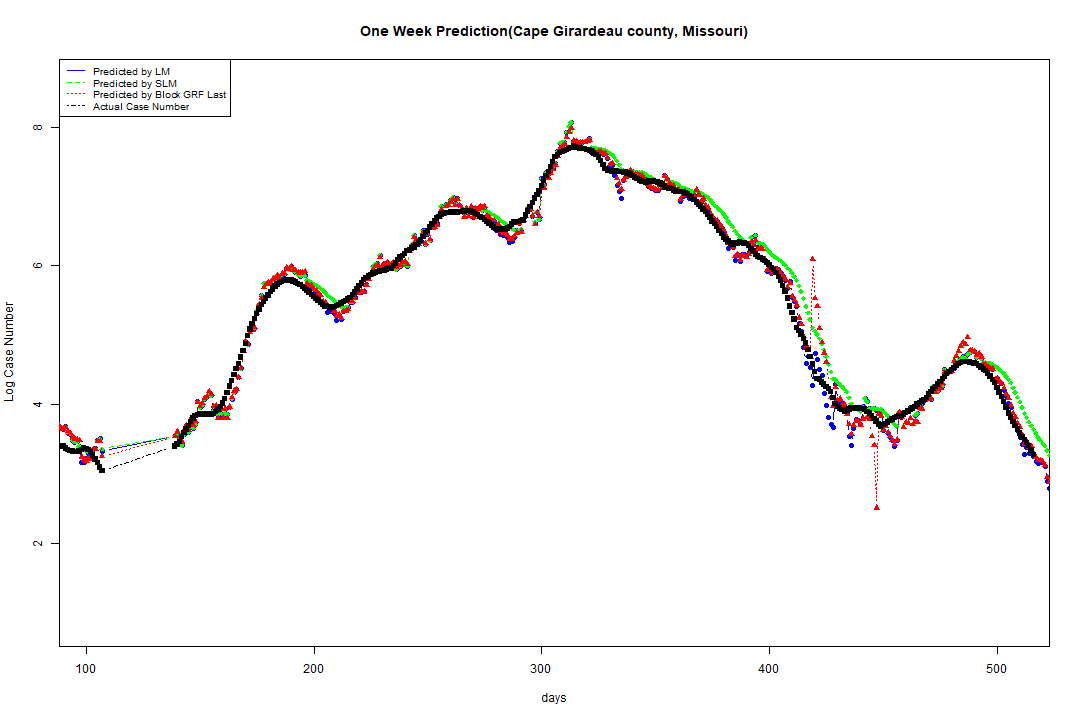 One Week Prediction(Cape Girardeau county, Missouri)
Predicted by LM
Predicted by SLM
Predicted by Block GRF Last
Actual Case Number
8
6
4
2
Log Case Number
100 200 300 400 500
days